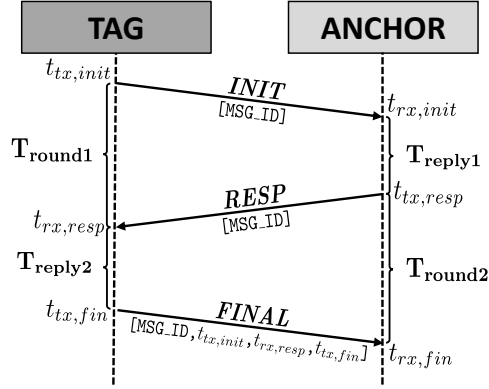 TAG ANCHOR
t_{tx,init}
INIT
[MSG_ID]
t_{rx,init}
T_{round1}
T_{reply1}
RESP
t_{tx,resp}
t_{rx,resp}
[MSG_ID]
T_{reply2}
T_{round2}
t_{tx,fin}
FINAL
[MSG_ID,t_{tx,init},t_{rx,resp},t_{tx,fin}]
t_{rx,fin}